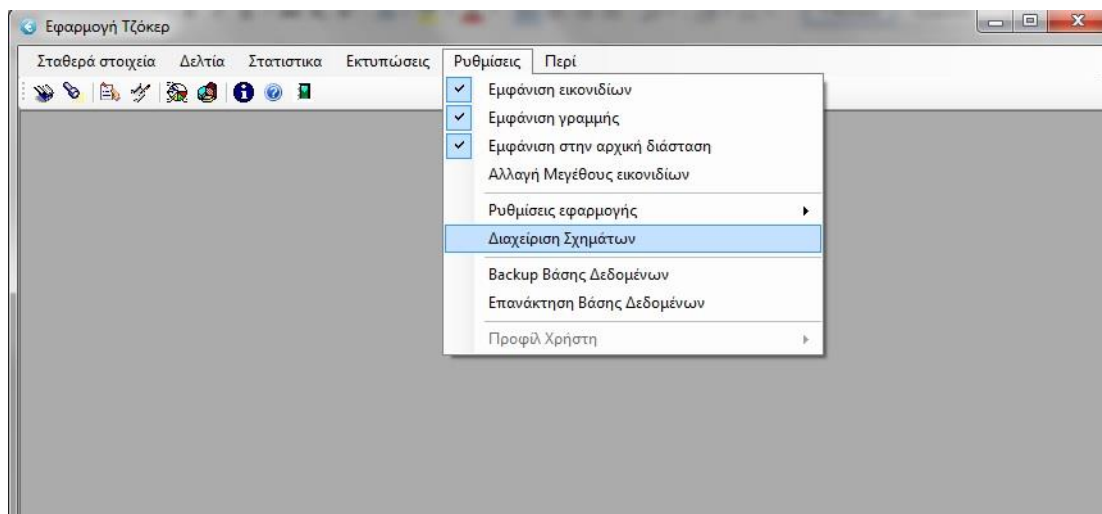 Εφαρμογή Τζόκερ
Σταθερά στοιχεία Δελτία Στατιστικα Εκτυπώσεις Ρυθμίσεις Περί
Εμφάνιση εικονιδίων
Εμφάνιση γραμμής
Εμφάνιση στην αρχική διάσταση
Αλλαγή Μεγέθους εικονιδίων
Ρυθμίσεις εφαρμογής
Διαχείριση Σχημάτων
Backup Βάσης Δεδομένων
Επανάκτηση Βάσης Δεδομένων
Προφίλ Χρήστη